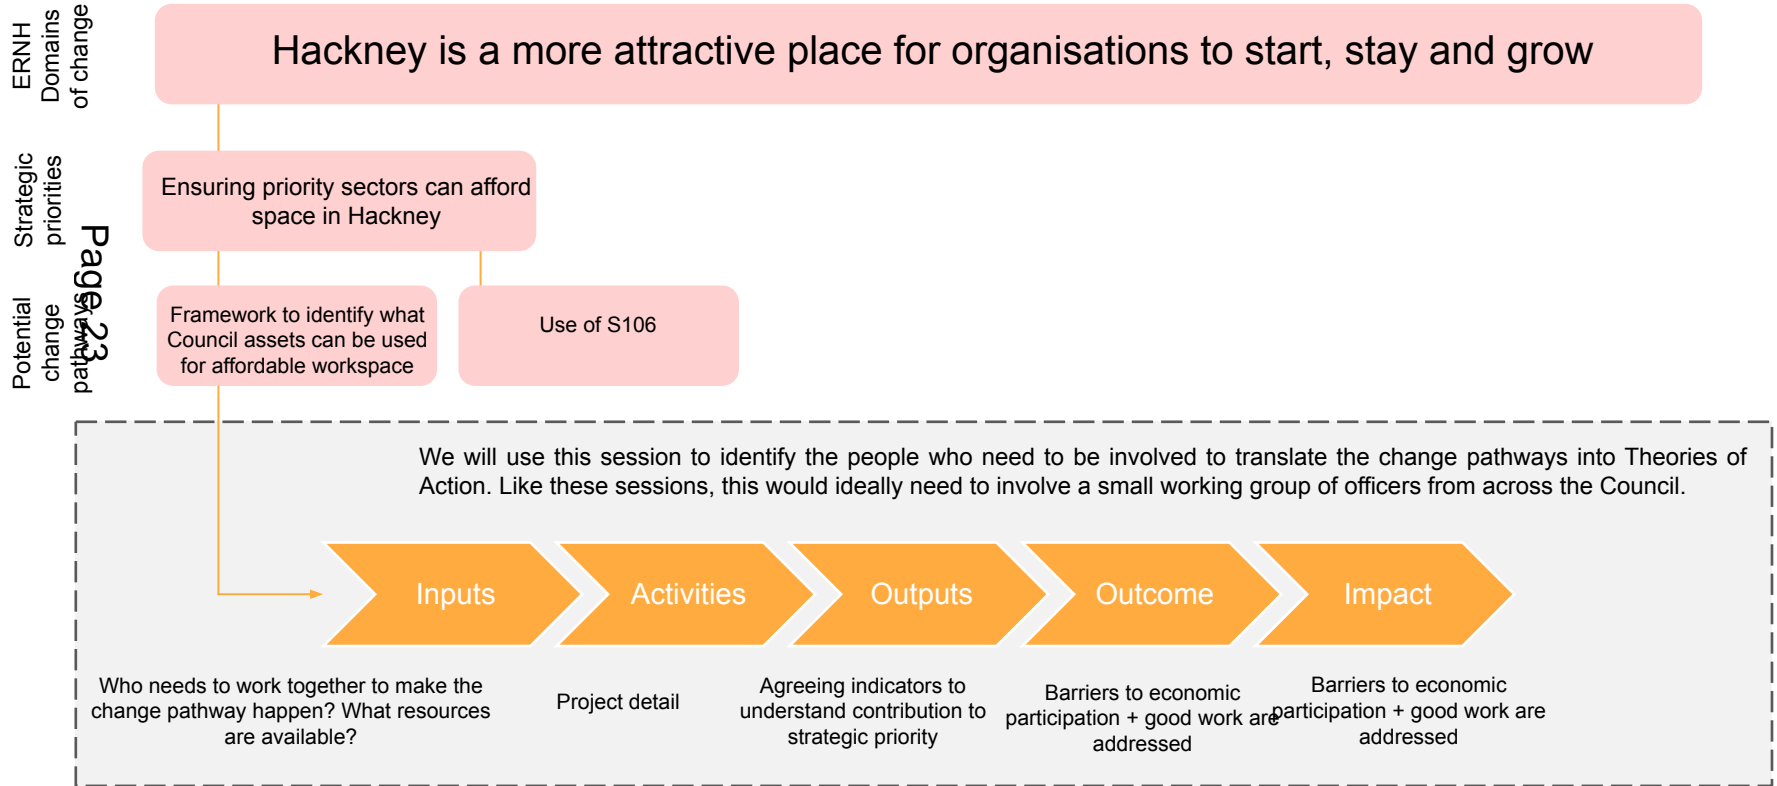 ERNH
Domains
of change
Hackney is a more attractive place for organisations to start, stay and grow
Strategic
priorities
Ensuring priority sectors can afford
space in Hackney
Page 23
Potential
change
pathways
Framework to identify what
Council assets can be used
for affordable workspace
Use of S106
We will use this session to identify the people who need to be involved to translate the change pathways into Theories of
Action. Like these sessions, this would ideally need to involve a small working group of officers from across the Council.
Inputs
Activities
Outputs
Outcome
Impact
Who needs to work together to make the
change pathway happen? What resources
are available?
Project detail
Agreeing indicators to
understand contribution to
strategic priority
Barriers to economic
participation + good work are
addressed
Barriers to economic
participation + good work are
addressed